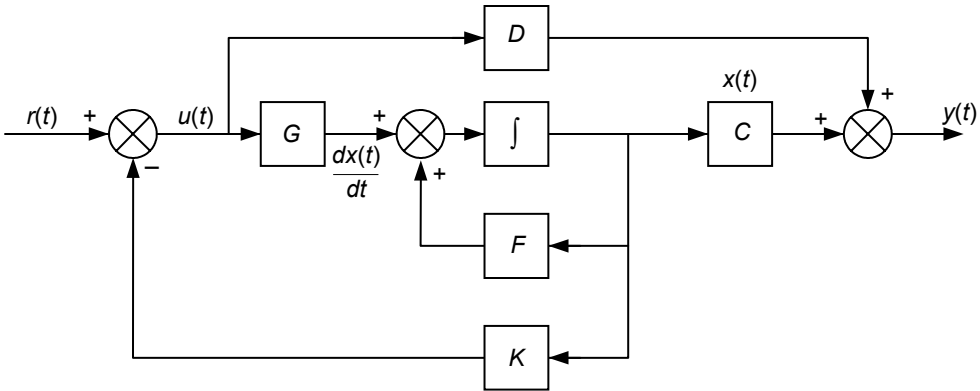 D
x(t)
r(t) + u(t) G + ∫ C + + y(t)
−
dx(t)
dt
+
F
K